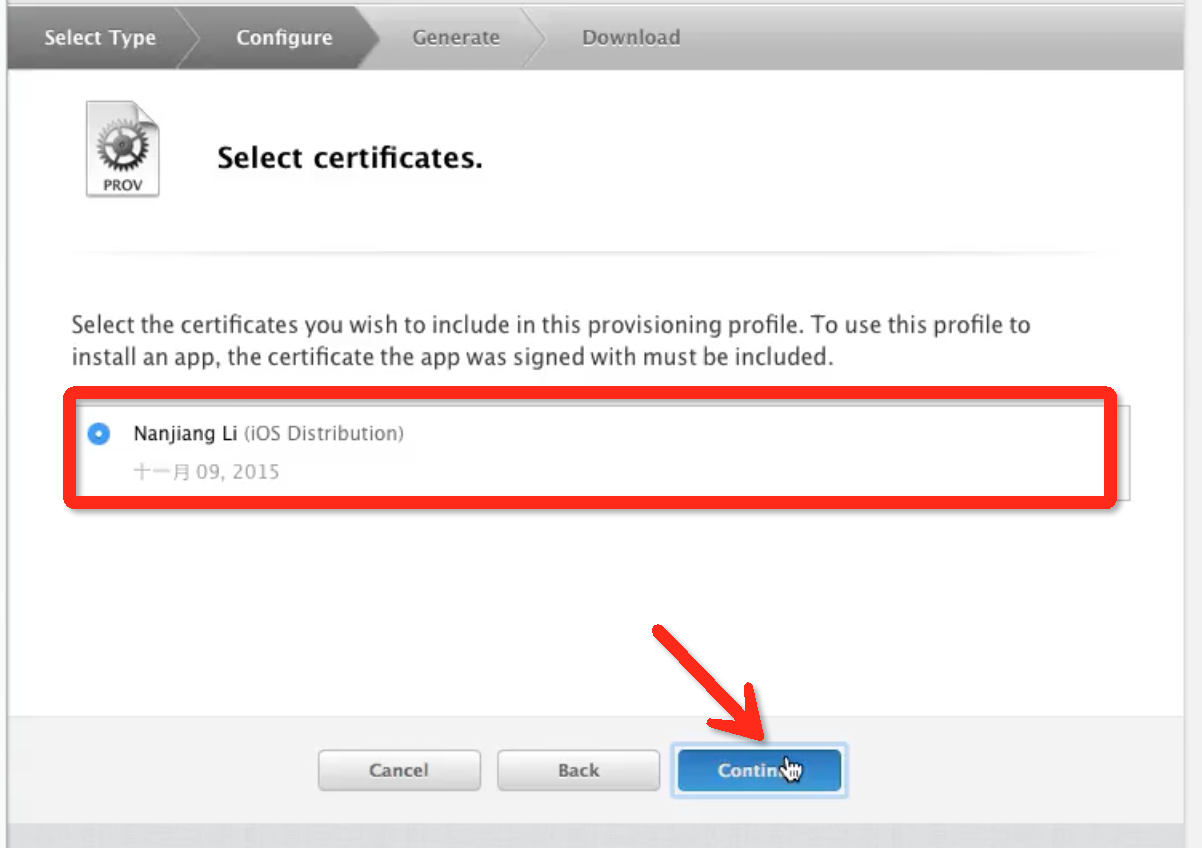 Select Type
Configure
Generate
Download
PROV
Select certificates.
Select the certificates you wish to include in this provisioning profile. To use this profile to
install an app, the certificate the app was signed with must be included.
Nanjiang Li (iOS Distribution)
十一月 09, 2015
Cancel
Back